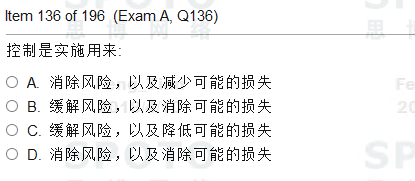 Item 136 of 196 (Exam A, Q136)
控制是实施用来:
A. 消除风险，以及减少可能的损失
B. 缓解风险，以及消除可能的损失
C. 缓解风险，以及降低可能的损失
D. 消除风险，以及消除可能的损失